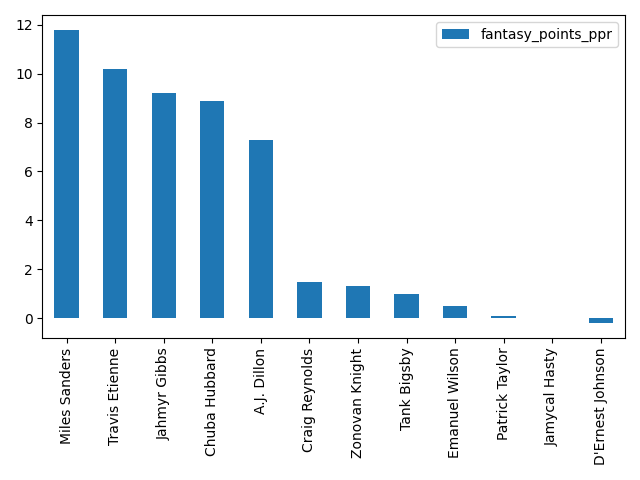 fantasy_points_ppr
12
10
8
6
4
2
0
Miles Sanders
Travis Etienne
Jahmyr Gibbs
Chuba Hubbard
A.J. Dillon
Craig Reynolds
Zonovan Knight
Tank Bigsby
Emanuel Wilson
Patrick Taylor
Jamycal Hasty
D'Ernest Johnson